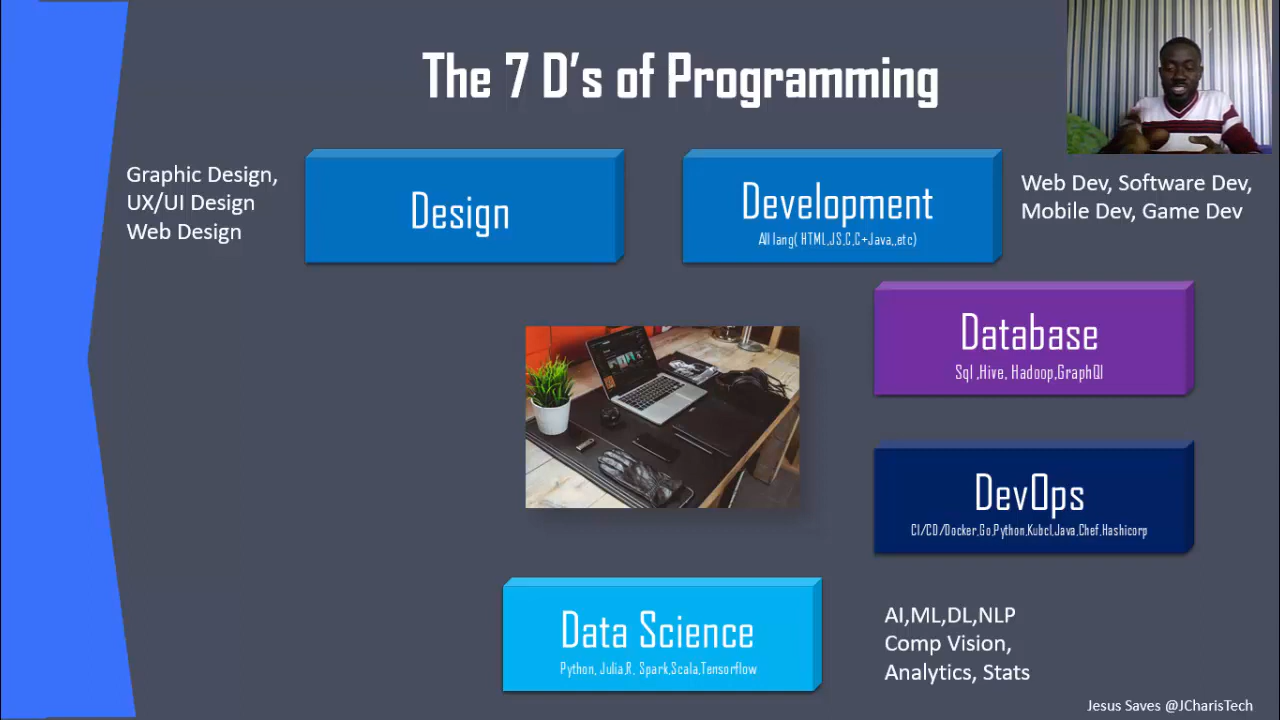 The 7 D's of Programming
Graphic Design,
UX/UI Design
Web Design
Design
Development
All lang( HTML,JS,C,C+Java,,etc)
Web Dev, Software Dev,
Mobile Dev, Game Dev
Database
Sql ,Hive, Hadoop,GraphQl
DevOps
CI/CD/Docker,Go,Python,Kubcl,Java,Chef,Hashicorp
Data Science
Python, Julia,R, Spark,Scala,Tensorflow
AI,ML,DL,NLP
Comp Vision,
Analytics, Stats
Jesus Saves @JCharisTech